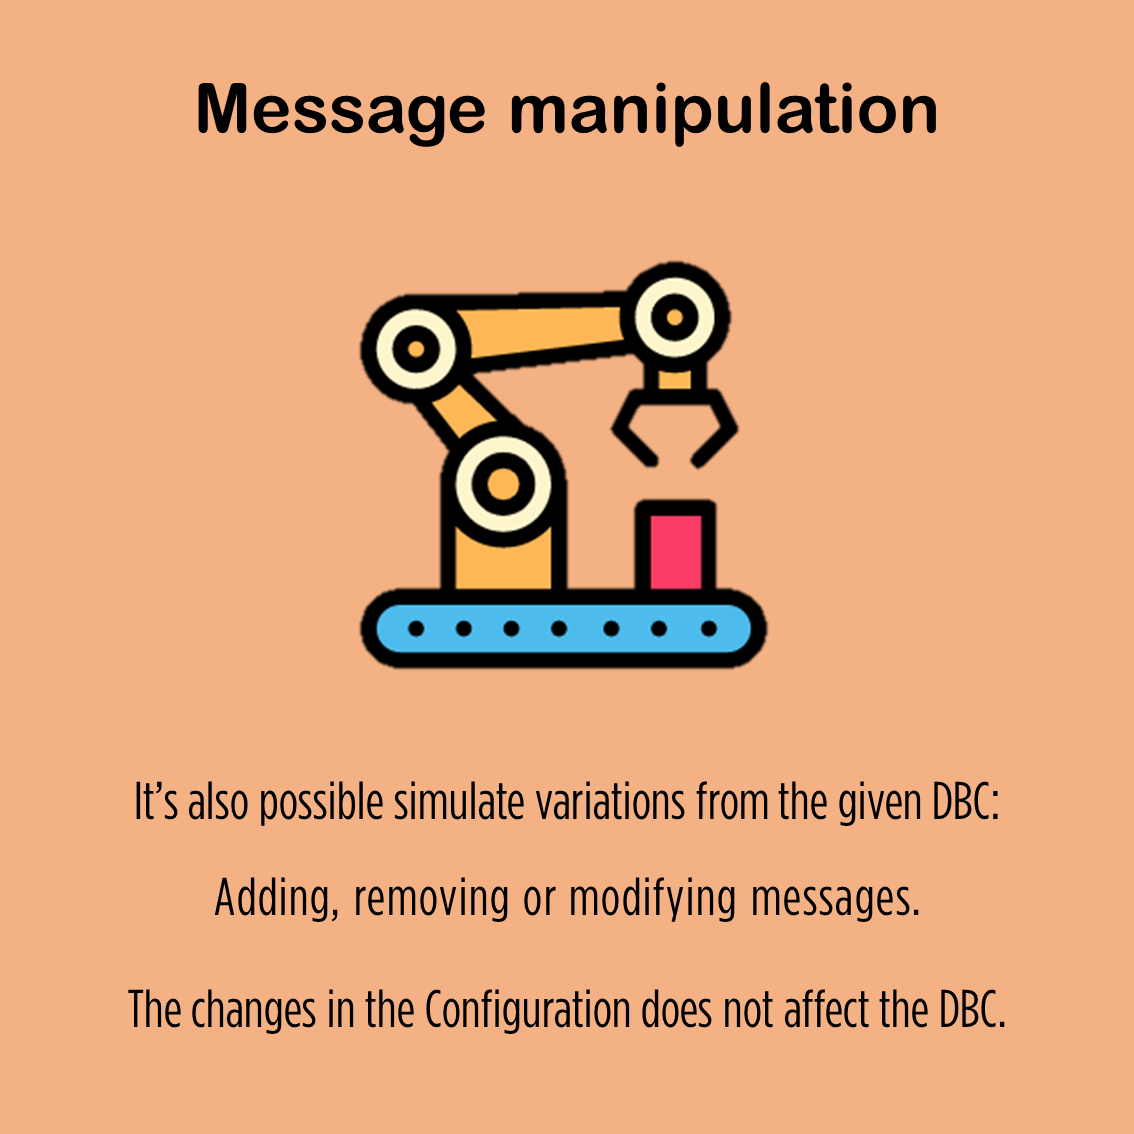 Message manipulation
It’s also possible simulate variations from the given DBC:
Adding, removing or modifying messages.
The changes in the Configuration does not affect the DBC.